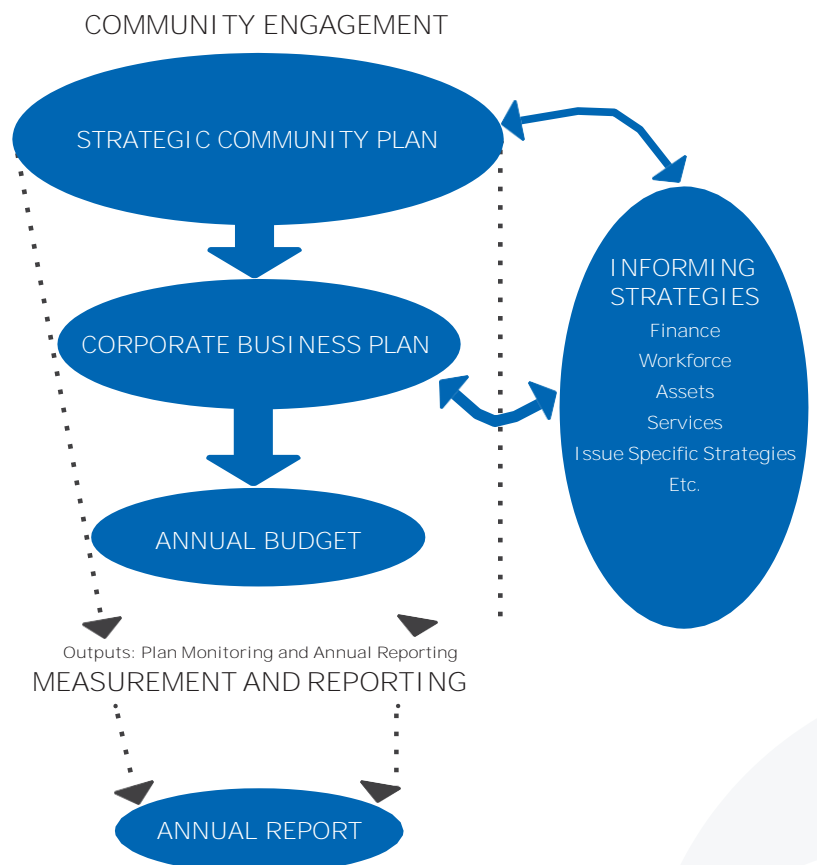 COMMUNITY ENGAGEMENT
STRATEGIC COMMUNITY PLAN
INFORMING
STRATEGIES
Finance
Workforce
Assets
Services
Issue Specific Strategies
Etc.
CORPORATE BUSINESS PLAN
ANNUAL BUDGET
Outputs: Plan Monitoring and Annual Reporting
MEASUREMENT AND REPORTING
ANNUAL REPORT